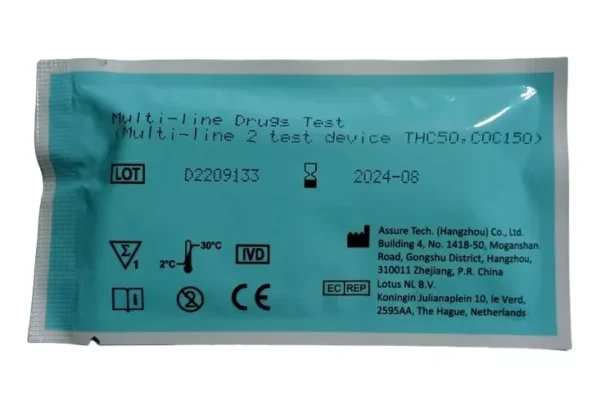 Multi-line Drugs Test
(Multi-line 2 test device THC50,COC150)
LOT D2209133 2024-08
Assure Tech. (Hangzhou) Co., Ltd.
Building 4, No. 1418-50, Moganshan
Road, Gongshu District, Hangzhou,
310011 Zhejiang, P.R. China
Σ 1 2°C 30°C IVD
EC REP Lotus NL B.V.
Koningin Julianaplein 10, le Verd,
2595AA, The Hague, Netherlands
i 2 CE